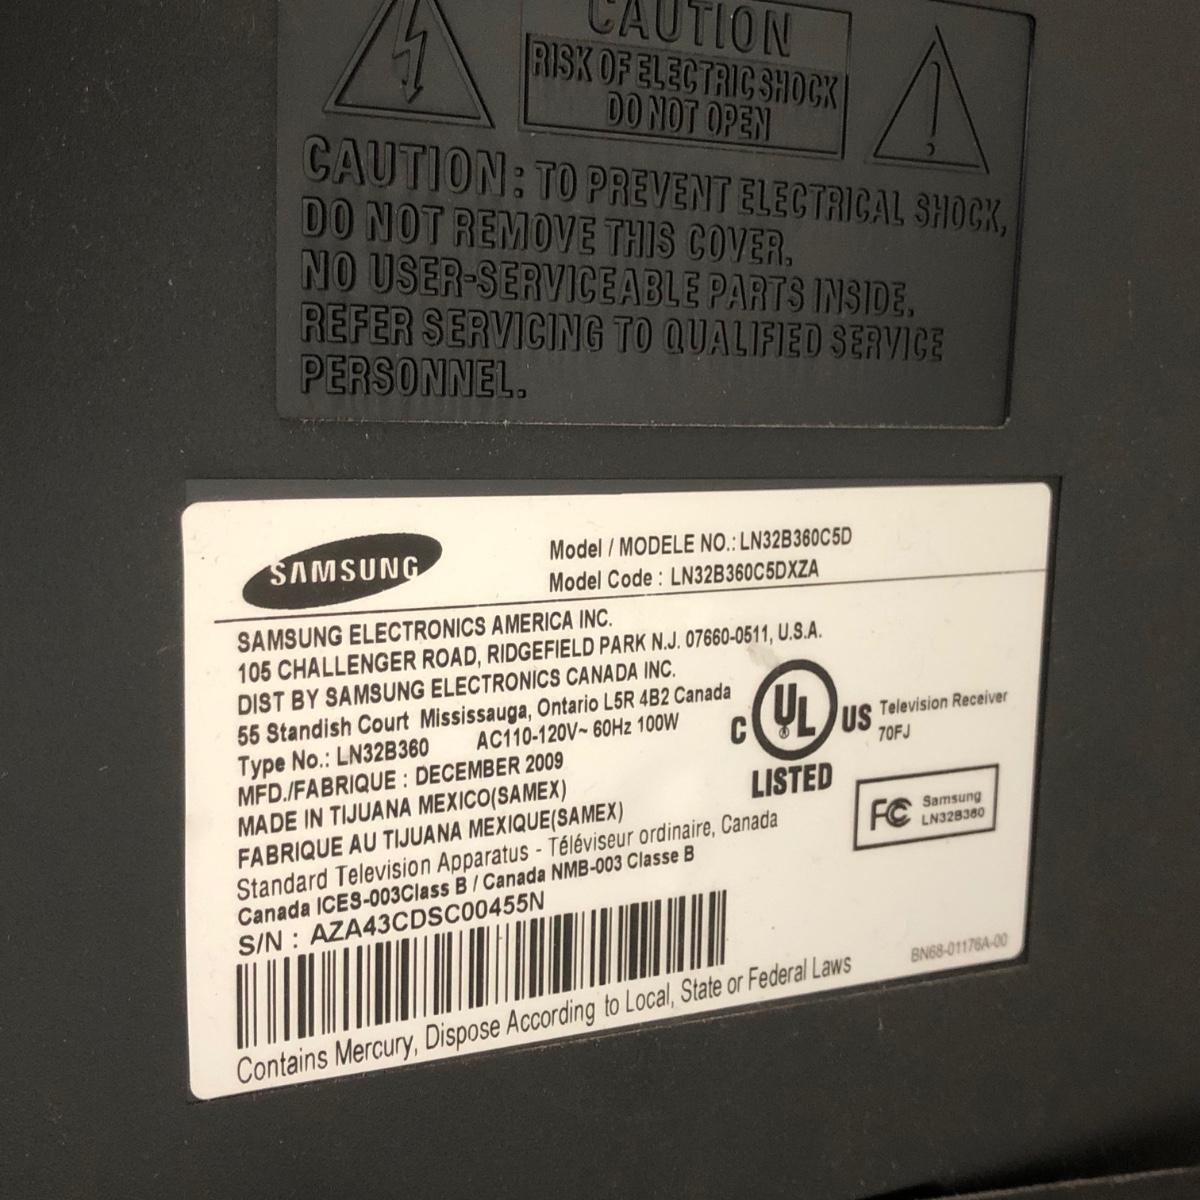 CAUTION
RISK OF ELECTRIC SHOCK
DO NOT OPEN
CAUTION: TO PREVENT ELECTRICAL SHOCK,
DO NOT REMOVE THIS COVER.
NO USER-SERVICEABLE PARTS INSIDE.
REFER SERVICING TO QUALIFIED SERVICE
PERSONNEL.
SAMSUNG
Model / MODELE NO.: LN32B360C5D
Model Code : LN32B360C5DXZA
SAMSUNG ELECTRONICS AMERICA INC.
105 CHALLENGER ROAD, RIDGEFIELD PARK N.J. 07660-0511, U.S.A.
DIST BY SAMSUNG ELECTRONICS CANADA INC.
55 Standish Court Mississauga, Ontario L5R 4B2 Canada
Type No.: LN32B360 AC110-120V~ 60Hz 100W
MFD./FABRIQUE : DECEMBER 2009
MADE IN TIJUANA MEXICO(SAMEX)
FABRIQUE AU TIJUANA MEXIQUE(SAMEX)
Standard Television Apparatus - Téléviseur ordinaire, Canada
Canada ICES-003Class B / Canada NMB-003 Classe B
S/N : AZA43CDSC00455N
Contains Mercury, Dispose According to Local, State or Federal Laws
C UL ® US
LISTED
Television Receiver
70FJ
FC
Samsung
LN32B360
BN68-01176A-00